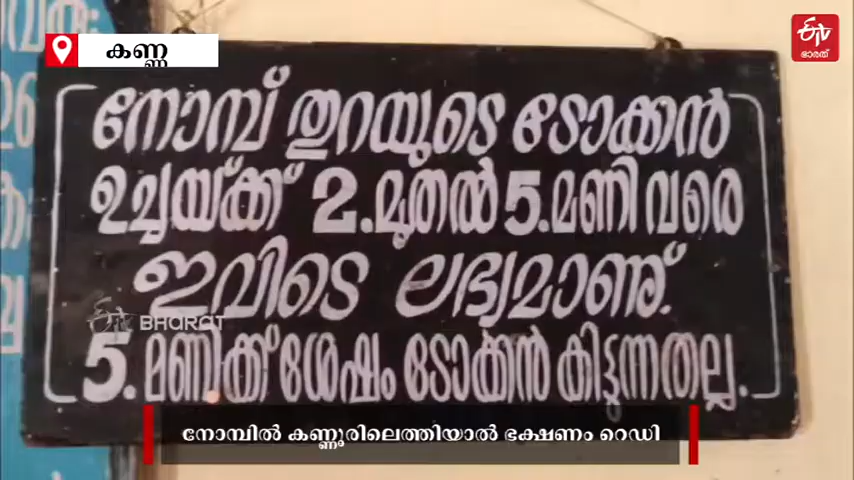 കണ്ണ
ഭാരത്
നോമ്പ് തുറയുടെ ടോക്കൻ
ഉച്ചയ്ക്ക് 2.മുതൽ 5.മണി വരെ
ഇവിടെ ലഭ്യമാണ്.
BHARAT
5. മണിക്ക് ശേഷം ടോക്കൻ കിട്ടുന്നതല്ല.
നോമ്പിൽ കണ്ണൂരിലെത്തിയാൽ ഭക്ഷണം റെഡി